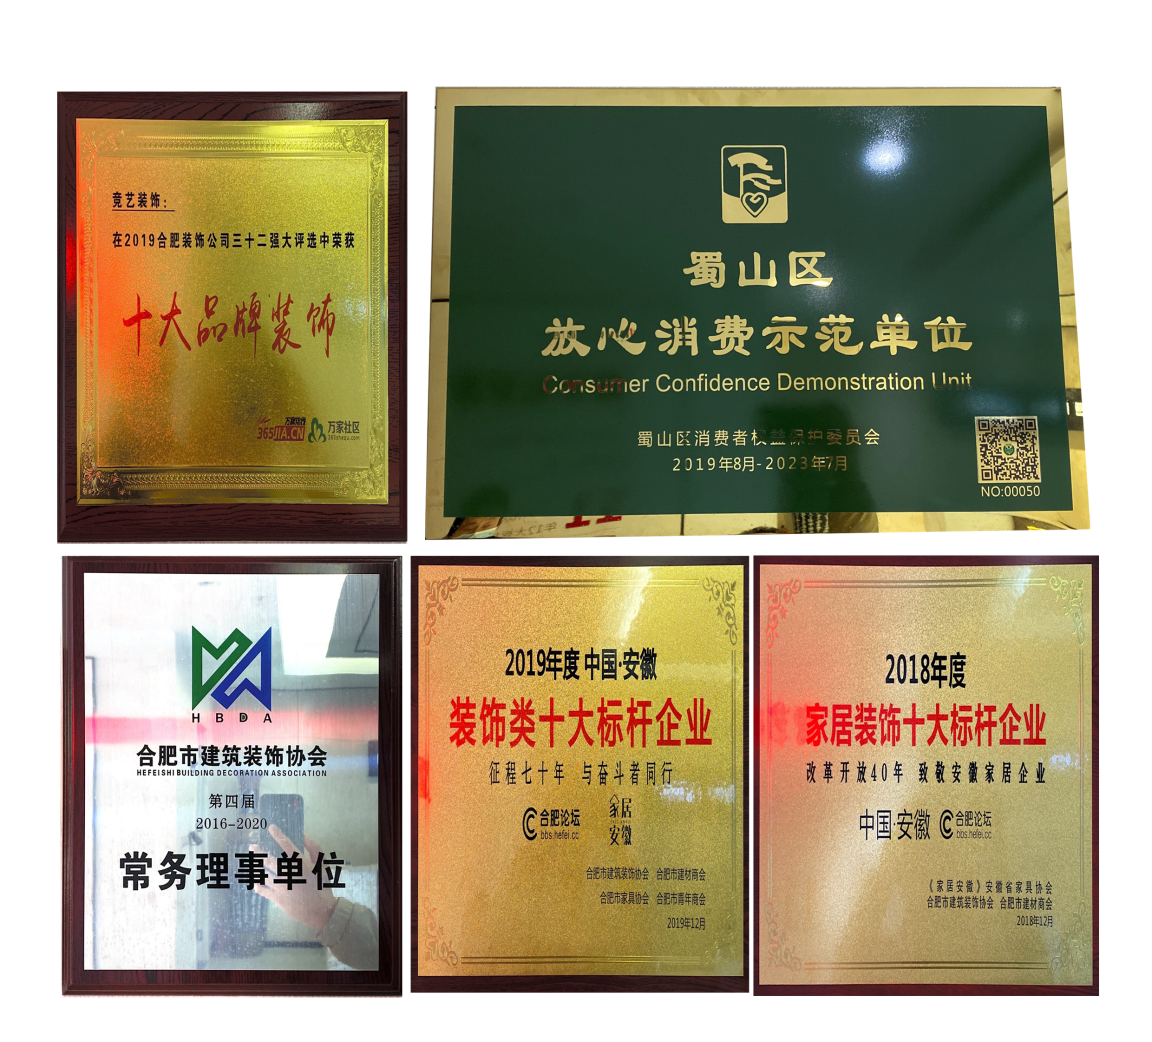 竞艺装饰：
在2019合肥装饰公司三十二强大评选中荣获
十大品牌装饰
万家热线
365JIA.CN
万家社区
365shequ.com
蜀山区
放心消费示范单位
Consumer Confidence Demonstration Unit
蜀山区消费者权益保护委员会
2019年8月-2023年7月
NO:00050
HBDA
合肥市建筑装饰协会
HEFEISHI BUILDING DECORATION ASSOCIATION
第四届
2016-2020
常务理事单位
2019年度 中国·安徽
装饰类十大标杆企业
征程七十年 与奋斗者同行
合肥论坛
bbs.hefei.cc
家居
安徽
合肥市建筑装饰协会 合肥市建材商会
合肥市家具协会 合肥市青年商会
2019年12月
2018年度
家居装饰十大标杆企业
改革开放40年 致敬安徽家居企业
中国·安徽
合肥论坛
bbs.hefei.cc
《家居安徽》安徽省家具协会
合肥市建筑装饰协会 合肥市建材商会
2018年12月